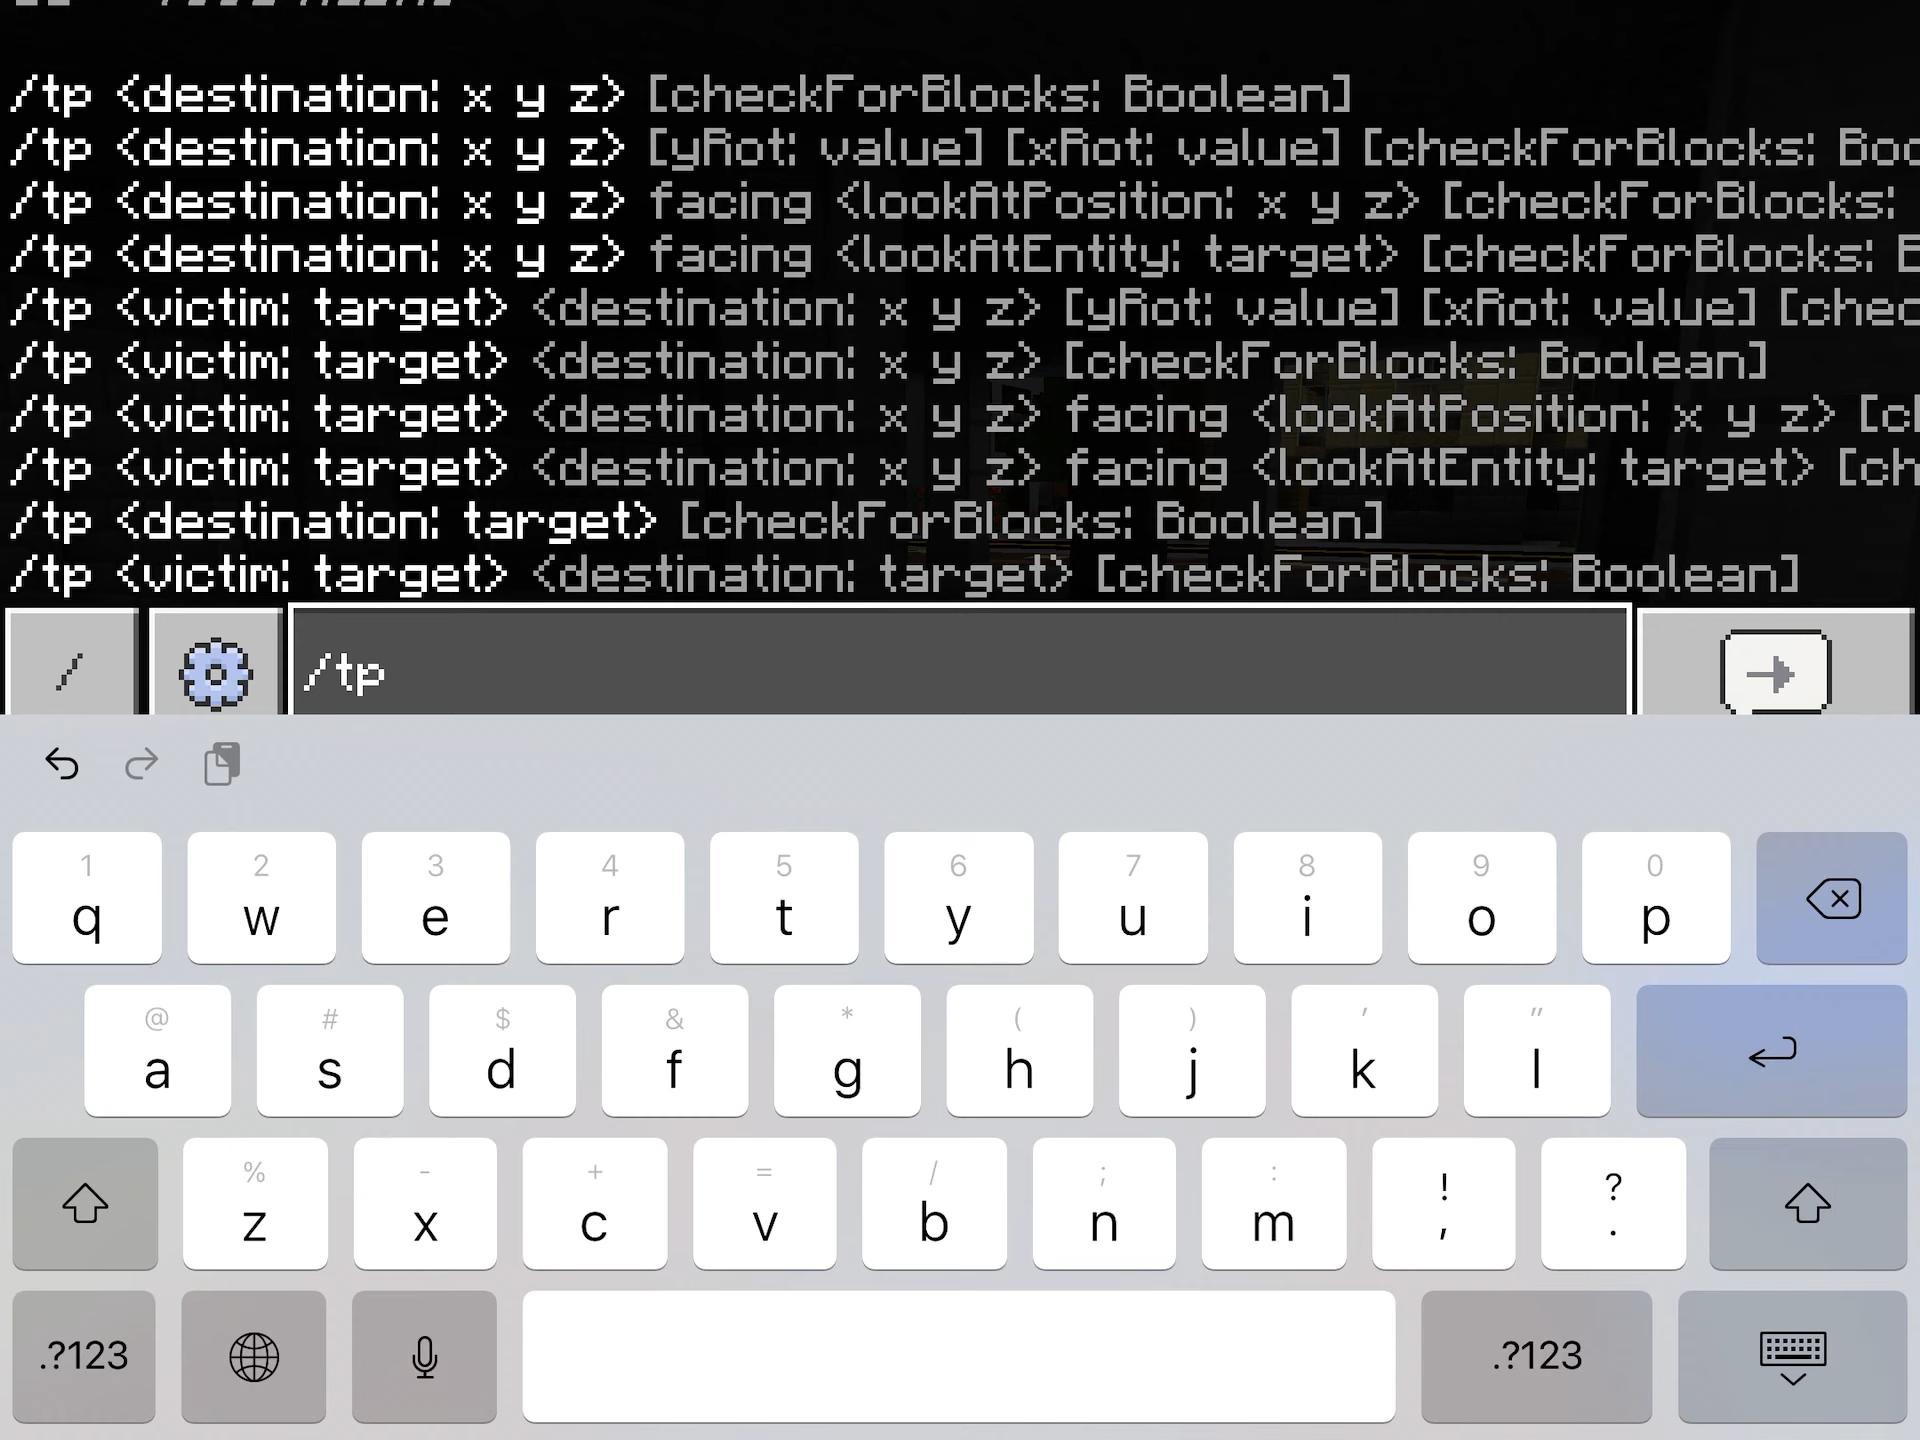 /tp <destination: x y z> [checkForBlocks: Boolean]
/tp <destination: x y z> [yRot: value] [xRot: value] [checkForBlocks:
/tp <destination: x y z> facing <lookAtPosition: x y z> [checkForBlocks:
/tp <destination: x y z> facing <lookAtEntity: target> [checkForBlocks:
/tp <victim: target> <destination: x y z> [yRot: value] [xRot: value]
/tp <victim: target> <destination: x y z> [checkForBlocks: Boolean]
/tp <victim: target> <destination: x y z> facing <lookAtPosition: x y z>
/tp <victim: target> <destination: x y z> facing <lookAtEntity: target>
/tp <destination: target> [checkForBlocks: Boolean]
/tp <victim: target> <destination: target> [checkForBlocks: Boolean]
/ /tp
1 2 3 4 5 6 7 8 9 0
q w e r t y u i o p
@ # $ & * ( ) ' "
a s d f g h j k l
% - + = / ; : ! ?
z x c v b n m , .
.?123 .?123